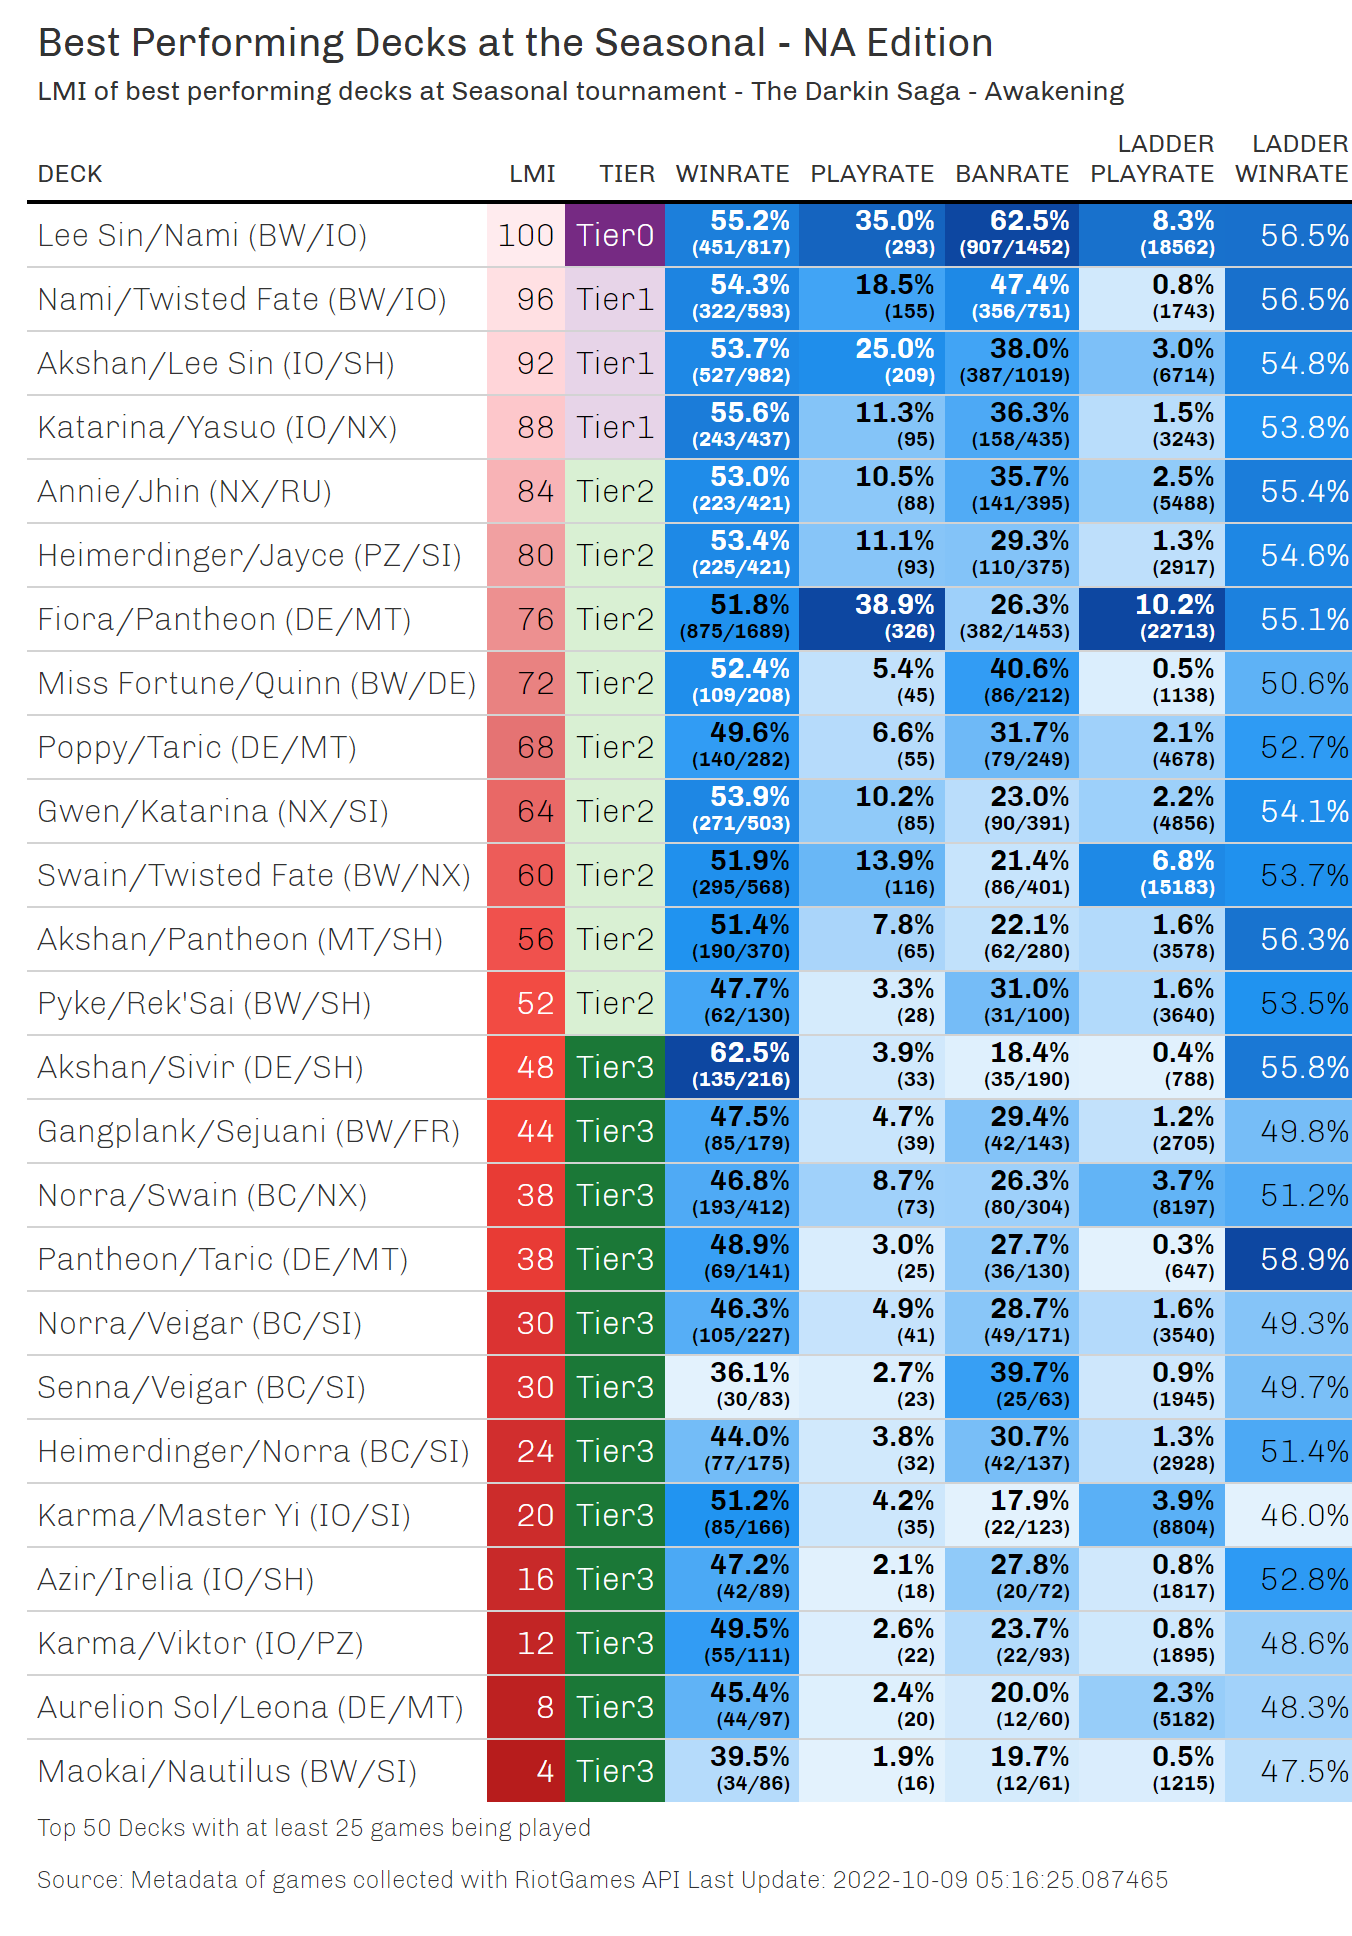 Best Performing Decks at the Seasonal - NA Edition
LMI of best performing decks at Seasonal tournament - The Darkin Saga - Awakening
DECK LMI TIER WINRATE PLAYRATE BANRATE LADDER PLAYRATE LADDER WINRATE
Lee Sin/Nami (BW/IO) 100 Tier0 55.2% (451/817) 35.0% (293) 62.5% (907/1452) 8.3% (18562) 56.5%
Nami/Twisted Fate (BW/IO) 96 Tier1 54.3% (322/593) 18.5% (155) 47.4% (356/751) 0.8% (1743) 56.5%
Akshan/Lee Sin (IO/SH) 92 Tier1 53.7% (527/982) 25.0% (209) 38.0% (387/1019) 3.0% (6714) 54.8%
Katarina/Yasuo (IO/NX) 88 Tier1 55.6% (243/437) 11.3% (95) 36.3% (158/435) 1.5% (3243) 53.8%
Annie/Jhin (NX/RU) 84 Tier2 53.0% (223/421) 10.5% (88) 35.7% (141/395) 2.5% (5488) 55.4%
Heimerdinger/Jayce (PZ/SI) 80 Tier2 53.4% (225/421) 11.1% (93) 29.3% (110/375) 1.3% (2917) 54.6%
Fiora/Pantheon (DE/MT) 76 Tier2 51.8% (875/1689) 38.9% (326) 26.3% (382/1453) 10.2% (22713) 55.1%
Miss Fortune/Quinn (BW/DE) 72 Tier2 52.4% (109/208) 5.4% (45) 40.6% (86/212) 0.5% (1138) 50.6%
Poppy/Taric (DE/MT) 68 Tier2 49.6% (140/282) 6.6% (55) 31.7% (79/249) 2.1% (4678) 52.7%
Gwen/Katarina (NX/SI) 64 Tier2 53.9% (271/503) 10.2% (85) 23.0% (90/391) 2.2% (4856) 54.1%
Swain/Twisted Fate (BW/NX) 60 Tier2 51.9% (295/568) 13.9% (116) 21.4% (86/401) 6.8% (15183) 53.7%
Akshan/Pantheon (MT/SH) 56 Tier2 51.4% (190/370) 7.8% (65) 22.1% (62/280) 1.6% (3578) 56.3%
Pyke/Rek'Sai (BW/SH) 52 Tier2 47.7% (62/130) 3.3% (28) 31.0% (31/100) 1.6% (3640) 53.5%
Akshan/Sivir (DE/SH) 48 Tier3 62.5% (135/216) 3.9% (33) 18.4% (35/190) 0.4% (788) 55.8%
Gangplank/Sejuani (BW/FR) 44 Tier3 47.5% (85/179) 4.7% (39) 29.4% (42/143) 1.2% (2705) 49.8%
Norra/Swain (BC/NX) 38 Tier3 46.8% (193/412) 8.7% (73) 26.3% (80/304) 3.7% (8197) 51.2%
Pantheon/Taric (DE/MT) 38 Tier3 48.9% (69/141) 3.0% (25) 27.7% (36/130) 0.3% (647) 58.9%
Norra/Veigar (BC/SI) 30 Tier3 46.3% (105/227) 4.9% (41) 28.7% (49/171) 1.6% (3540) 49.3%
Senna/Veigar (BC/SI) 30 Tier3 36.1% (30/83) 2.7% (23) 39.7% (25/63) 0.9% (1945) 49.7%
Heimerdinger/Norra (BC/SI) 24 Tier3 44.0% (77/175) 3.8% (32) 30.7% (42/137) 1.3% (2928) 51.4%
Karma/Master Yi (IO/SI) 20 Tier3 51.2% (85/166) 4.2% (35) 17.9% (22/123) 3.9% (8804) 46.0%
Azir/Irelia (IO/SH) 16 Tier3 47.2% (42/89) 2.1% (18) 27.8% (20/72) 0.8% (1817) 52.8%
Karma/Viktor (IO/PZ) 12 Tier3 49.5% (55/111) 2.6% (22) 23.7% (22/93) 0.8% (1895) 48.6%
Aurelion Sol/Leona (DE/MT) 8 Tier3 45.4% (44/97) 2.4% (20) 20.0% (12/60) 2.3% (5182) 48.3%
Maokai/Nautilus (BW/SI) 4 Tier3 39.5% (34/86) 1.9% (16) 19.7% (12/61) 0.5% (1215) 47.5%
Top 50 Decks with at least 25 games being played
Source: Metadata of games collected with RiotGames API Last Update: 2022-10-09 05:16:25.087465